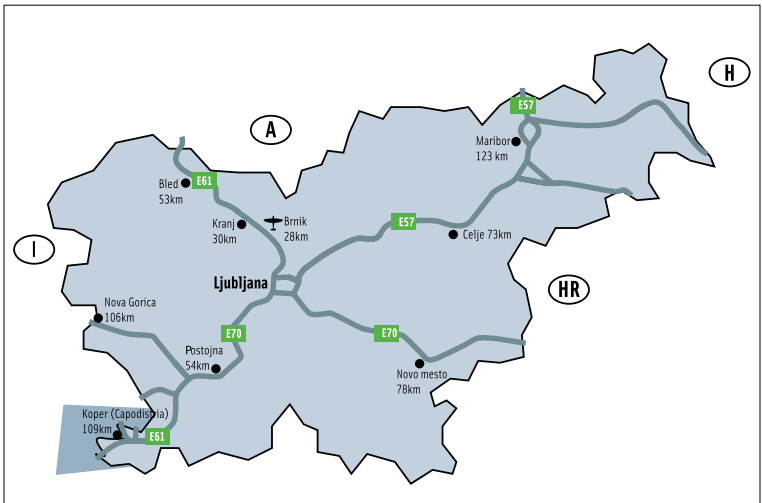 H
E57
A
Maribor
123 km
Bled
53km
E61
Kranj
30km
Brnik
28km
E57
Celje 73km
I
Ljubljana
HR
Nova Gorica
106km
E70
E70
Postojna
54km
Novo mesto
78km
Koper (Capodistria)
109km
E61